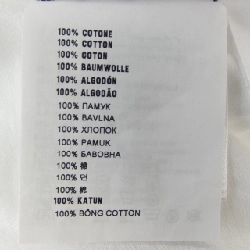 100% COTONE
100% COTTON
100% COTON
100% BAUMWOLLE
100% ALGODÓN
100% ALGODÃO
100% ПАМУК
100% BAVLNA
100% ХЛОПОК
100% PAMUK
100% БАВОВНА
100% 棉
100% 면
100% 綿
100% KATUN
100% BÔNG COTTON